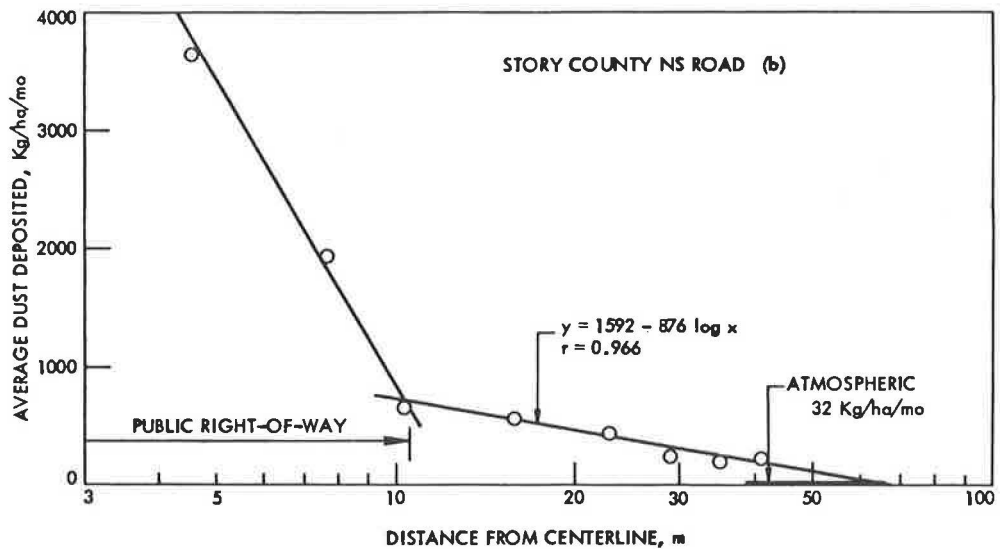 4000
3000
2000
1000
0
AVERAGE DUST DEPOSITED, Kg/ha/mo
STORY COUNTY NS ROAD (b)
y = 1592 - 876 log x
r = 0.966
ATMOSPHERIC
32 Kg/ha/mo
PUBLIC RIGHT-OF-WAY
3 5 10 20 30 50 100
DISTANCE FROM CENTERLINE, m